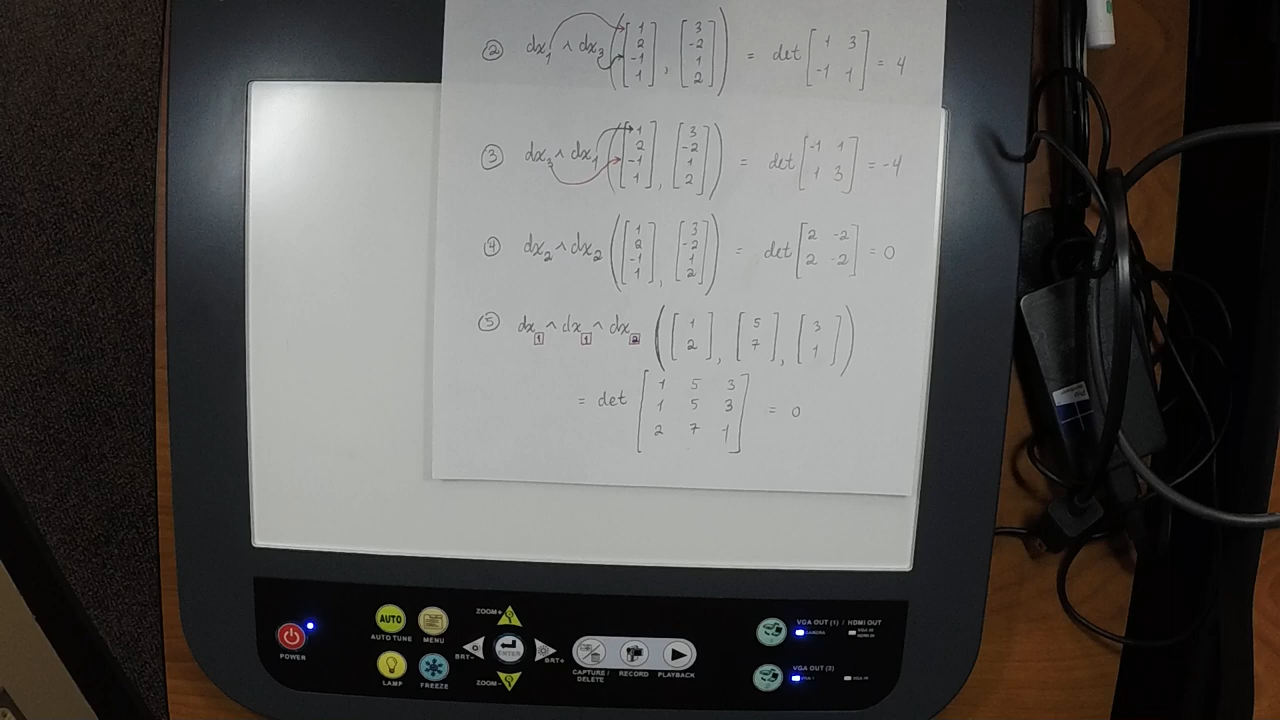 ② dx₁ ∧ dx₃ ([1 2 -1 1], [3 -2 1 2]) = det [1 3; -1 1] = 4
③ dx₃ ∧ dx₁ ([1 2 -1 1], [3 -2 1 2]) = det [-1 1; 1 3] = -4
④ dx₂ ∧ dx₂ ([1 2 -1 1], [3 -2 1 2]) = det [2 -2; 2 -2] = 0
⑤ dx₁ ∧ dx₁ ∧ dx₂ ([1 2], [5 7], [3 1])
= det [1 5 3; 1 5 3; 2 7 1] = 0
POWER
AUTO
AUTO TUNE
MENU
LAMP
FREEZE
ZOOM+
BRT-
ENTER
BRT+
ZOOM-
CAPTURE / DELETE
RECORD
PLAYBACK
VGA OUT (1) / HDMI OUT
CAMERA
VGA OUT (2)